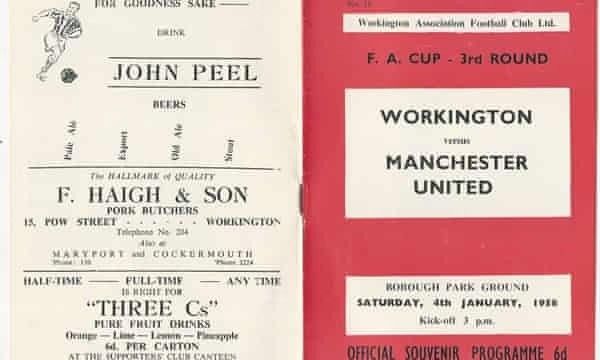 FOR GOODNESS SAKE —
DRINK
JOHN PEEL
BEERS
Pale Ale
Export
Old Ale
Stout
The HALLMARK of QUALITY
F. HAIGH & SON
PORK BUTCHERS
15, POW STREET - - - - - - WORKINGTON
Telephone No. 204
Also at
MARYPORT and COCKERMOUTH
'Phone: 'Phone 2224
HALF-TIME — FULL-TIME — ANY TIME
IS RIGHT FOR
"THREE Cs"
PURE FRUIT DRINKS
Orange — Lime — Lemon — Pineapple
6d. PER CARTON
AT THE SUPPORTERS' CLUB CANTEEN
Workington Association Football Club Ltd.
F. A. CUP - 3rd ROUND
WORKINGTON
versus
MANCHESTER
UNITED
BOROUGH PARK GROUND
SATURDAY, 4th JANUARY, 1958
Kick-off 3 p.m.
OFFICIAL SOUVENIR PROGRAMME 6d